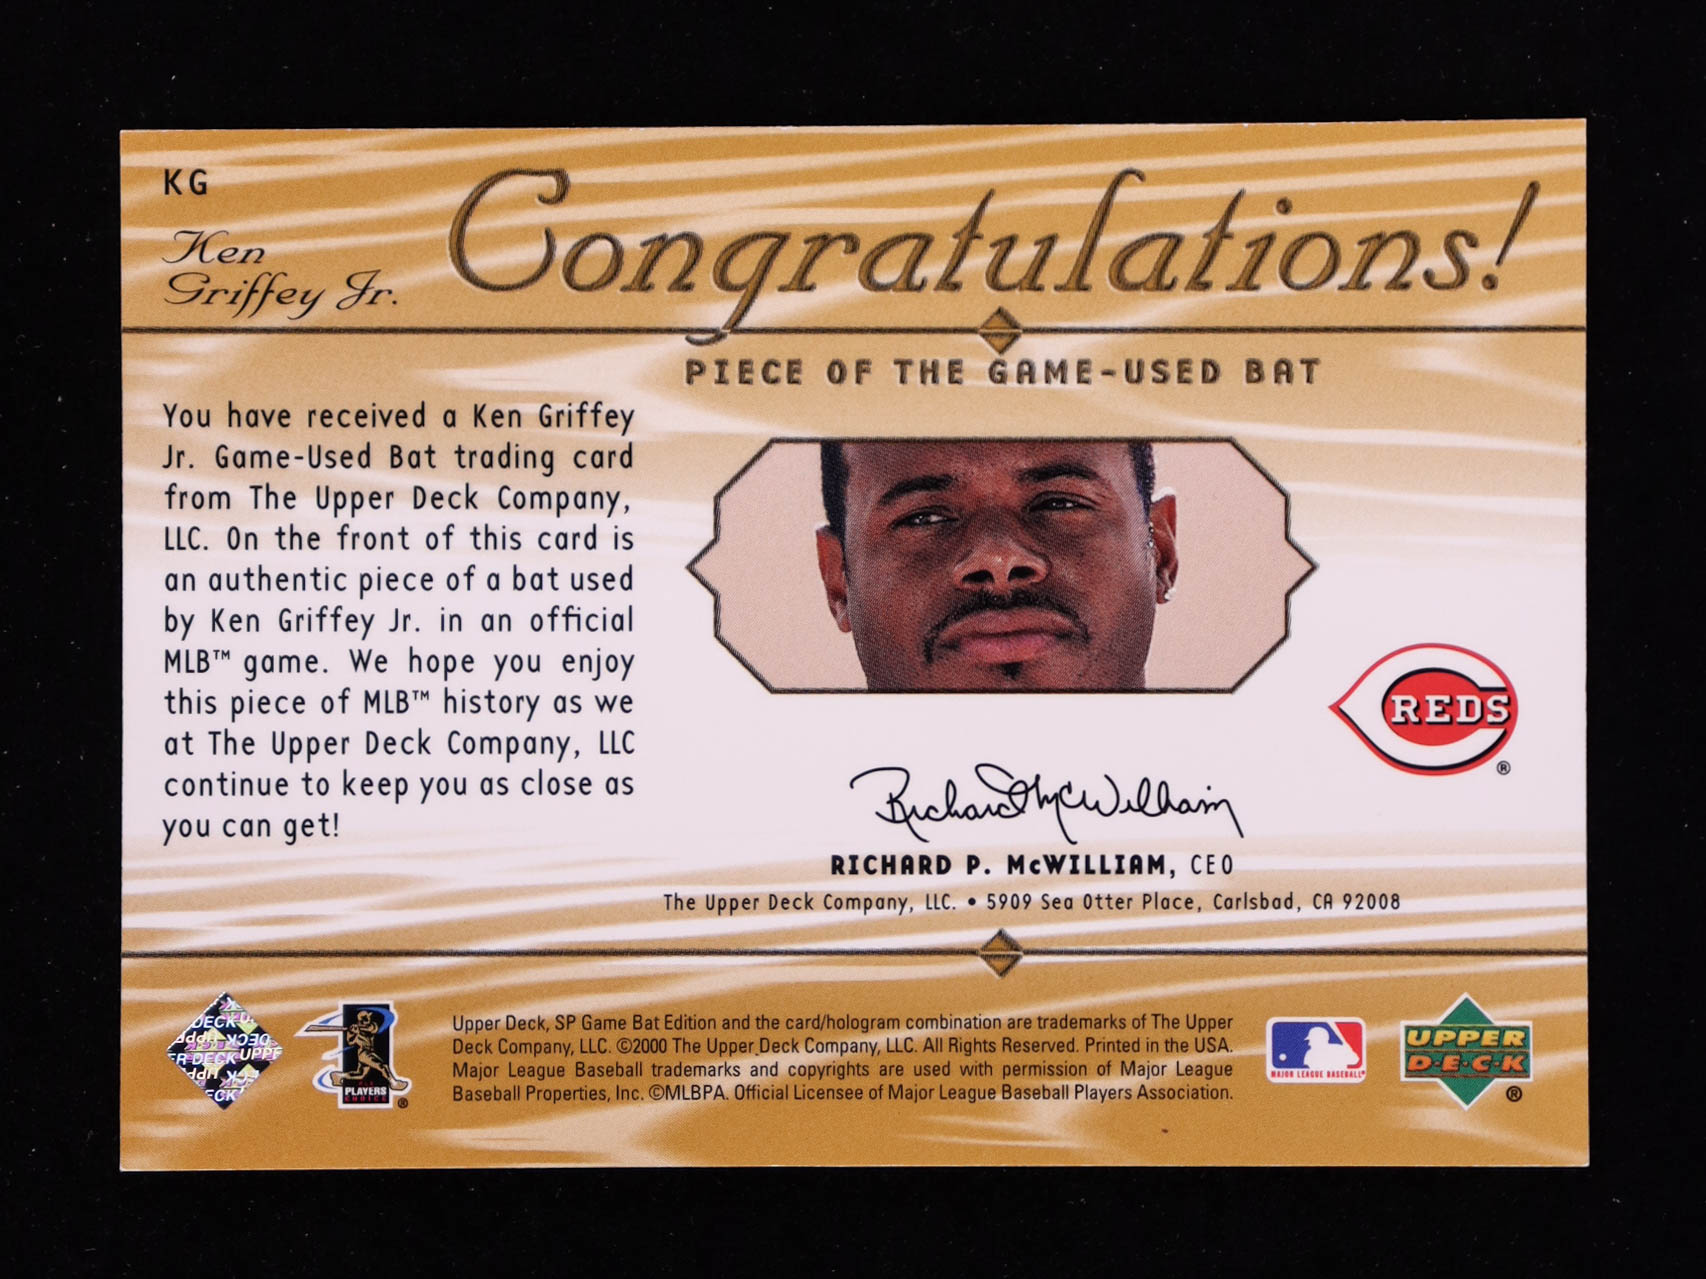 KG
Ken
Griffey Jr.
Congratulations!
PIECE OF THE GAME-USED BAT
You have received a Ken Griffey
Jr. Game-Used Bat trading card
from The Upper Deck Company,
LLC. On the front of this card is
an authentic piece of a bat used
by Ken Griffey Jr. in an official
MLB™ game. We hope you enjoy
this piece of MLB™ history as we
at The Upper Deck Company, LLC
continue to keep you as close as
you can get!
REDS
®
Richard McWilliam
RICHARD P. McWILLIAM, CEO
The Upper Deck Company, LLC. • 5909 Sea Otter Place, Carlsbad, CA 92008
PLAYERS
CHOICE
®
Upper Deck, SP Game Bat Edition and the card/hologram combination are trademarks of The Upper
Deck Company, LLC. ©2000 The Upper Deck Company, LLC. All Rights Reserved. Printed in the USA.
Major League Baseball trademarks and copyrights are used with permission of Major League
Baseball Properties, Inc. ©MLBPA. Official Licensee of Major League Baseball Players Association.
MAJOR LEAGUE BASEBALL®
UPPER
D·E·C·K
®